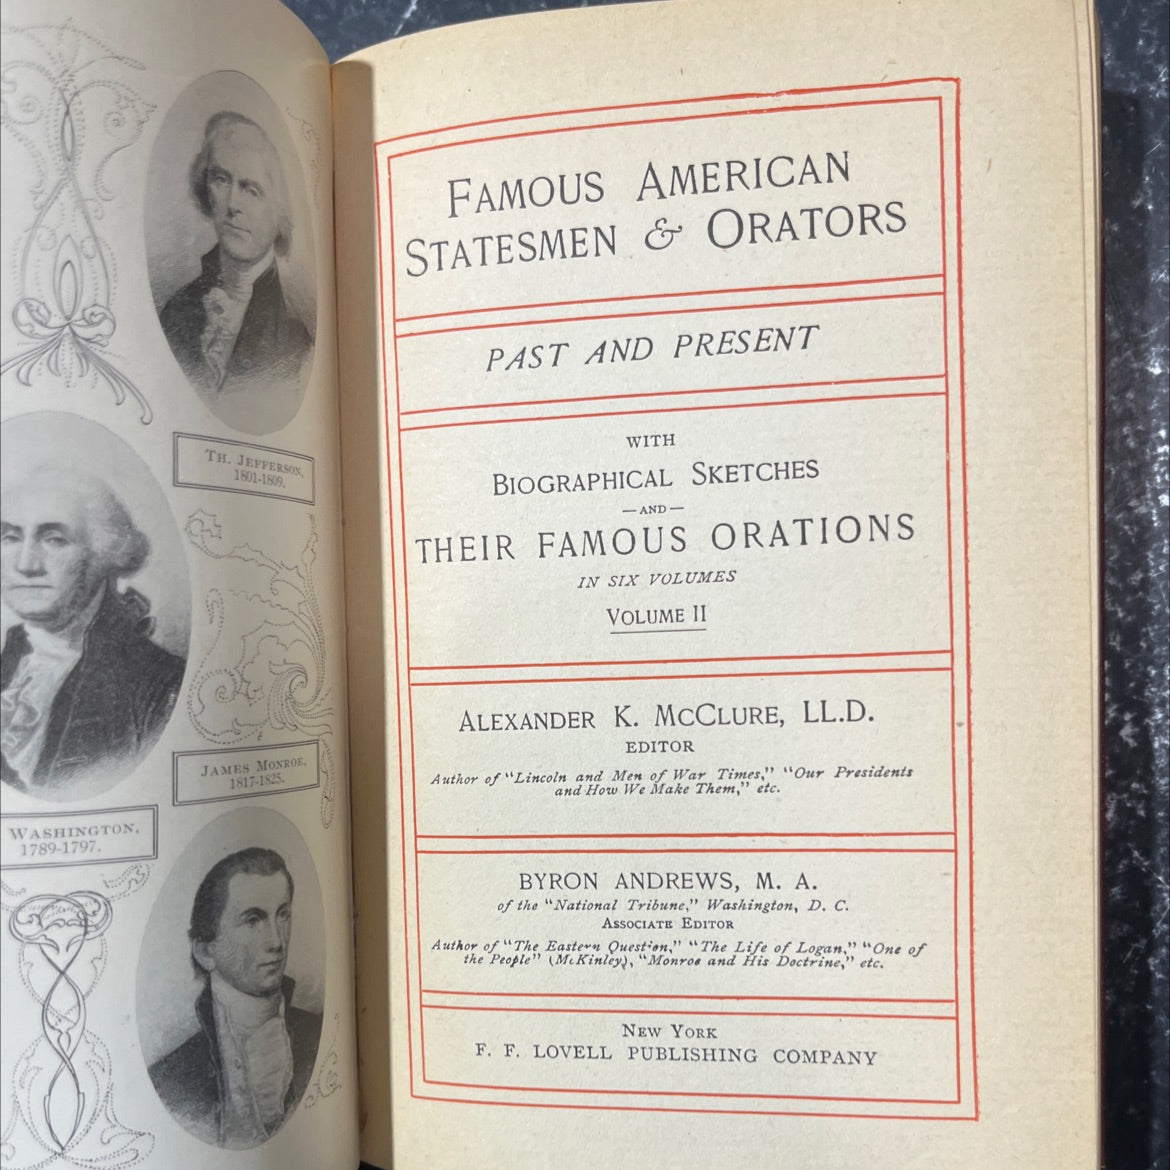 TH. JEFFERSON,
1801-1809.
JAMES MONROE,
1817-1825.
WASHINGTON,
1789-1797.
FAMOUS AMERICAN
STATESMEN & ORATORS
PAST AND PRESENT
WITH
BIOGRAPHICAL SKETCHES
—AND—
THEIR FAMOUS ORATIONS
IN SIX VOLUMES
VOLUME II
ALEXANDER K. McCLURE, LL.D.
EDITOR
Author of "Lincoln and Men of War Times," "Our Presidents
and How We Make Them," etc.
BYRON ANDREWS, M. A.
of the "National Tribune," Washington, D. C.
ASSOCIATE EDITOR
Author of "The Eastern Question," "The Life of Logan," "One of
the People" (McKinley), "Monroe and His Doctrine," etc.
NEW YORK
F. F. LOVELL PUBLISHING COMPANY